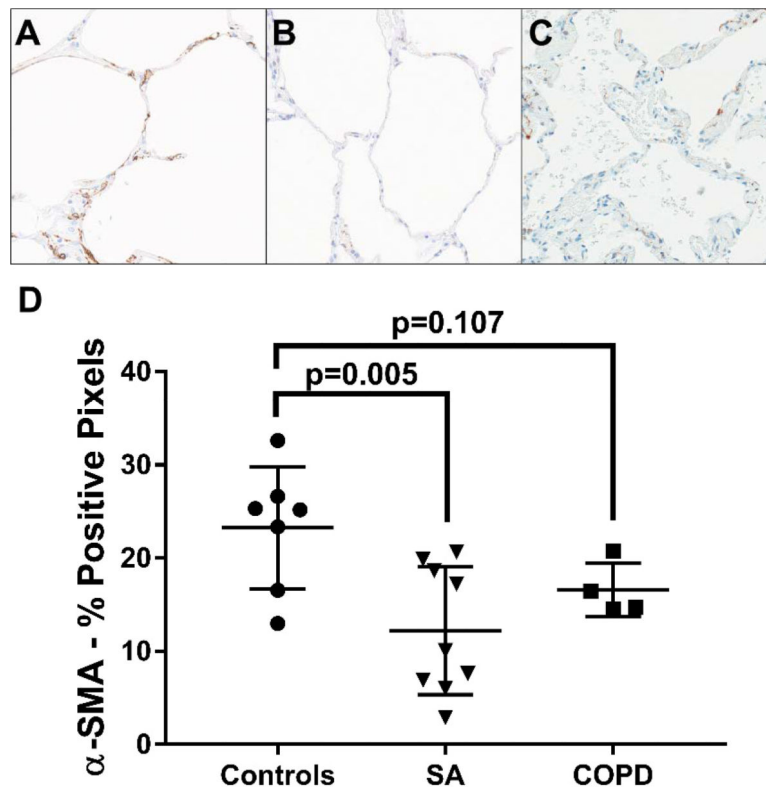 A B C
D
p=0.107
p=0.005
α-SMA - % Positive Pixels
40
30
20
10
0
Controls SA COPD